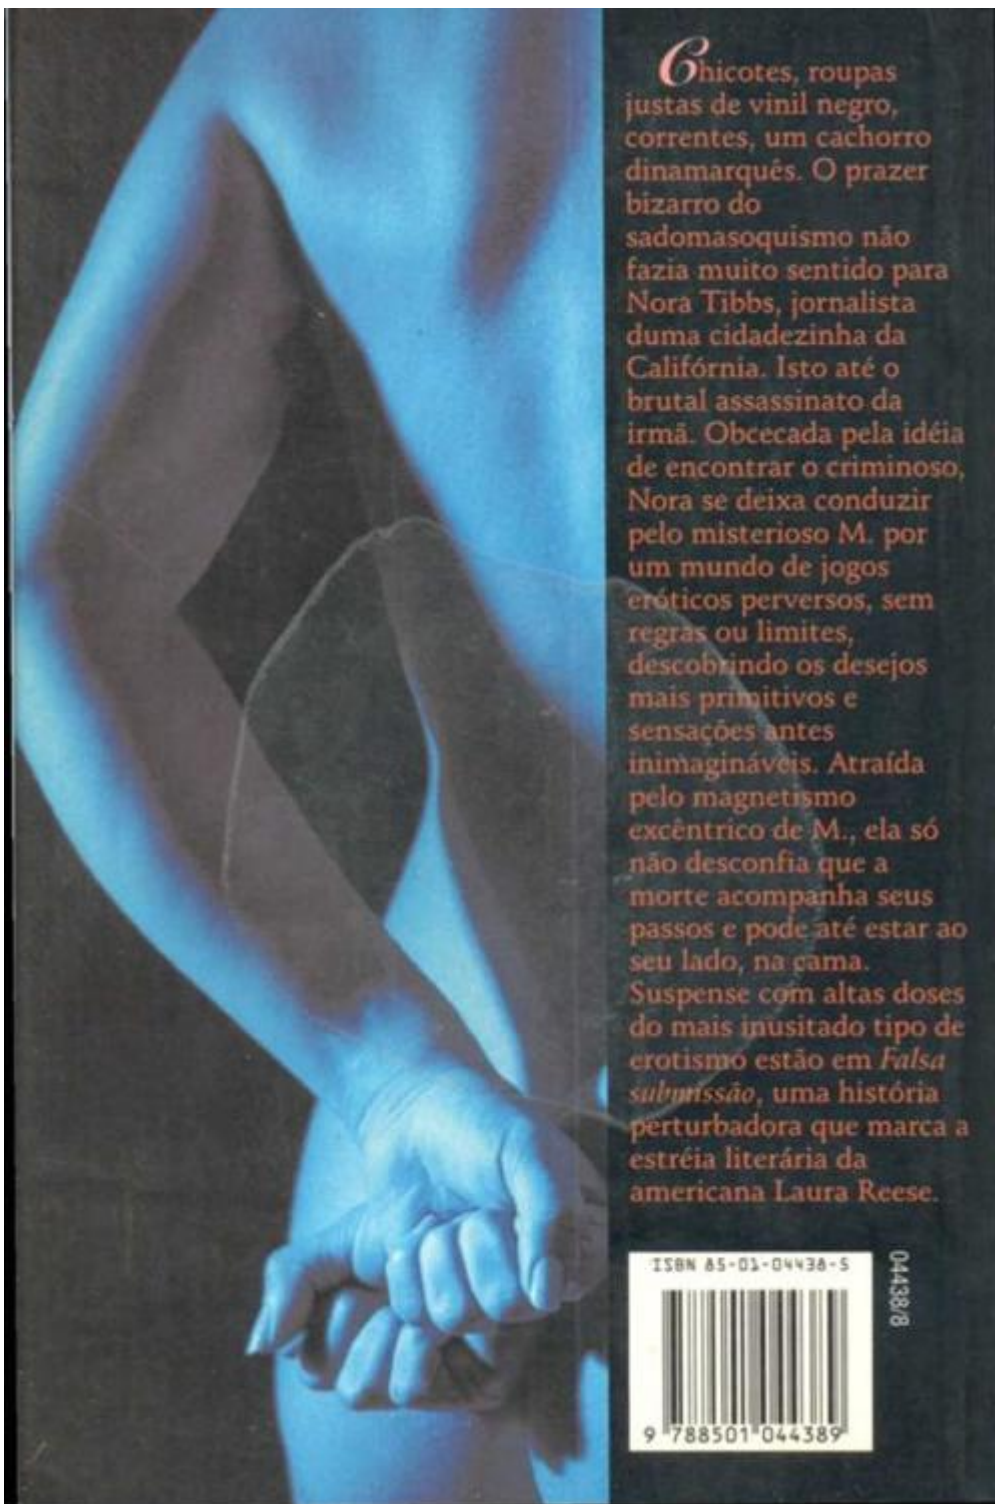 Chicotes, roupas
justas de vinil negro,
correntes, um cachorro
dinamarquês. O prazer
bizarro do
sadomasoquismo não
fazia muito sentido para
Nora Tibbs, jornalista
duma cidadezinha da
Califórnia. Isto até o
brutal assassinato da
irmã. Obcecada pela idéia
de encontrar o criminoso,
Nora se deixa conduzir
pelo misterioso M. por
um mundo de jogos
eróticos perversos, sem
regras ou limites,
descobrindo os desejos
mais primitivos e
sensações antes
inimagináveis. Atraída
pelo magnetismo
excêntrico de M., ela só
não desconfia que a
morte acompanha seus
passos e pode até estar ao
seu lado, na cama.
Suspense com altas doses
do mais inusitado tipo de
erotismo estão em Falsa
submissão, uma história
perturbadora que marca a
estréia literária da
americana Laura Reese.
ISBN 85-01-04438-5
04438/8
9 788501 044389